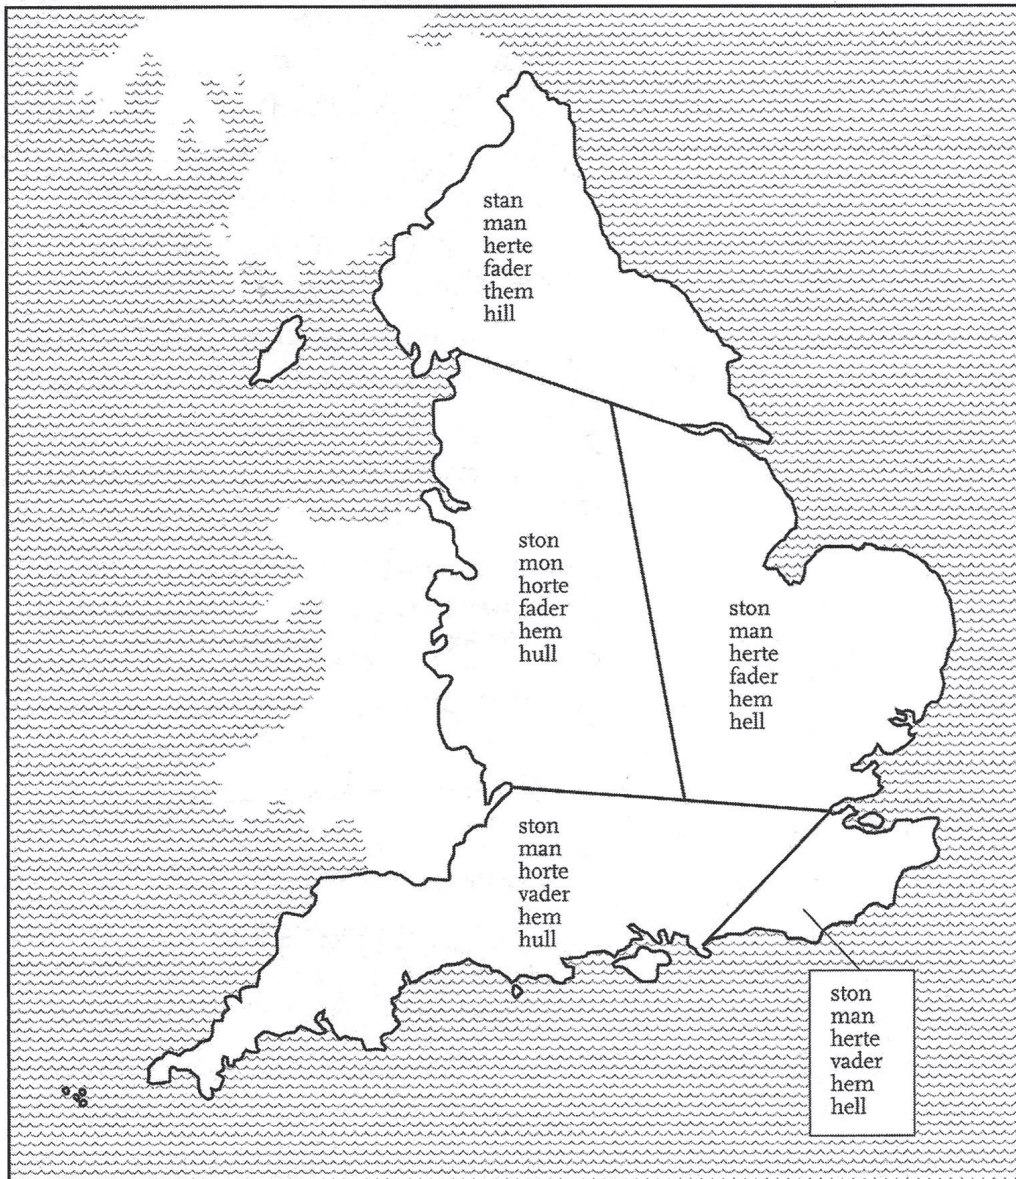 stan
man
herte
fader
them
hill
ston
mon
horte
fader
hem
hull
ston
man
herte
fader
hem
hell
ston
man
horte
vader
hem
hull
ston
man
herte
vader
hem
hell